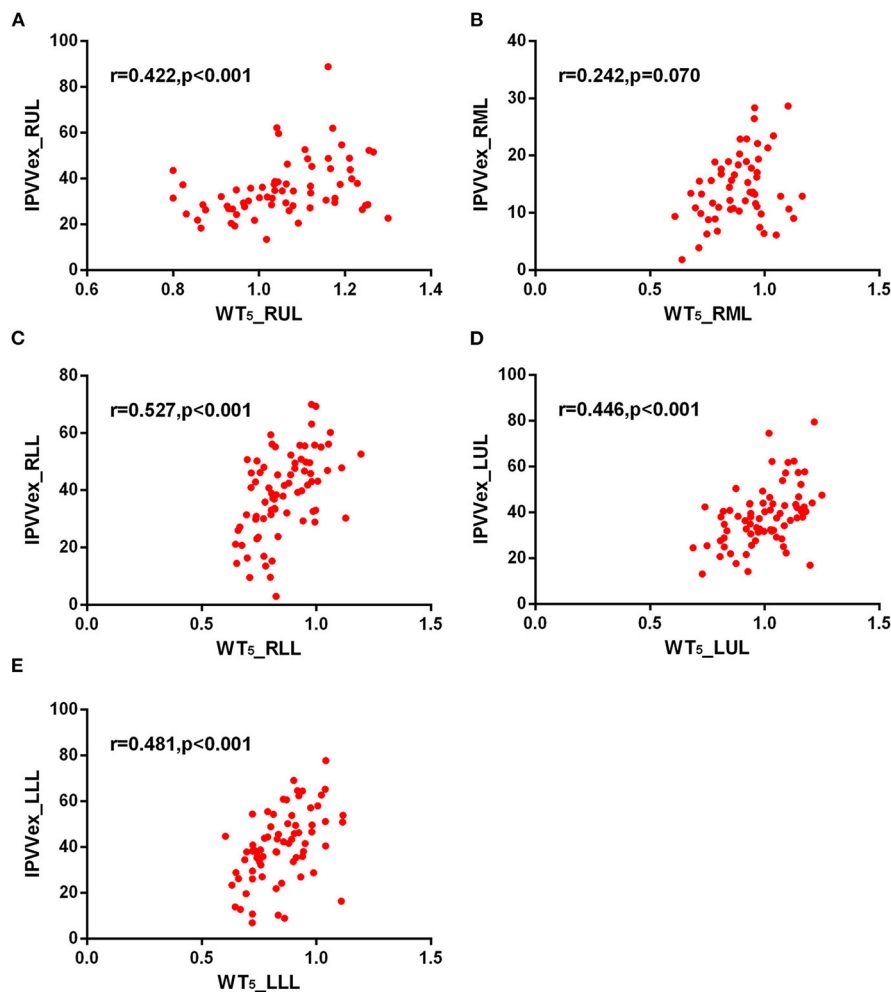 A
IPVVex_RUL
100
80
60
40
20
0
r=0.422,p<0.001
0.6 0.8 1.0 1.2 1.4
WT5_RUL
B
IPVVex_RML
40
30
20
10
0
r=0.242,p=0.070
0.0 0.5 1.0 1.5
WT5_RML
C
IPVVex_RLL
80
60
40
20
0
r=0.527,p<0.001
0.0 0.5 1.0 1.5
WT5_RLL
D
IPVVex_LUL
100
80
60
40
20
0
r=0.446,p<0.001
0.0 0.5 1.0 1.5
WT5_LUL
E
IPVVex_LLL
100
80
60
40
20
0
r=0.481,p<0.001
0.0 0.5 1.0 1.5
WT5_LLL